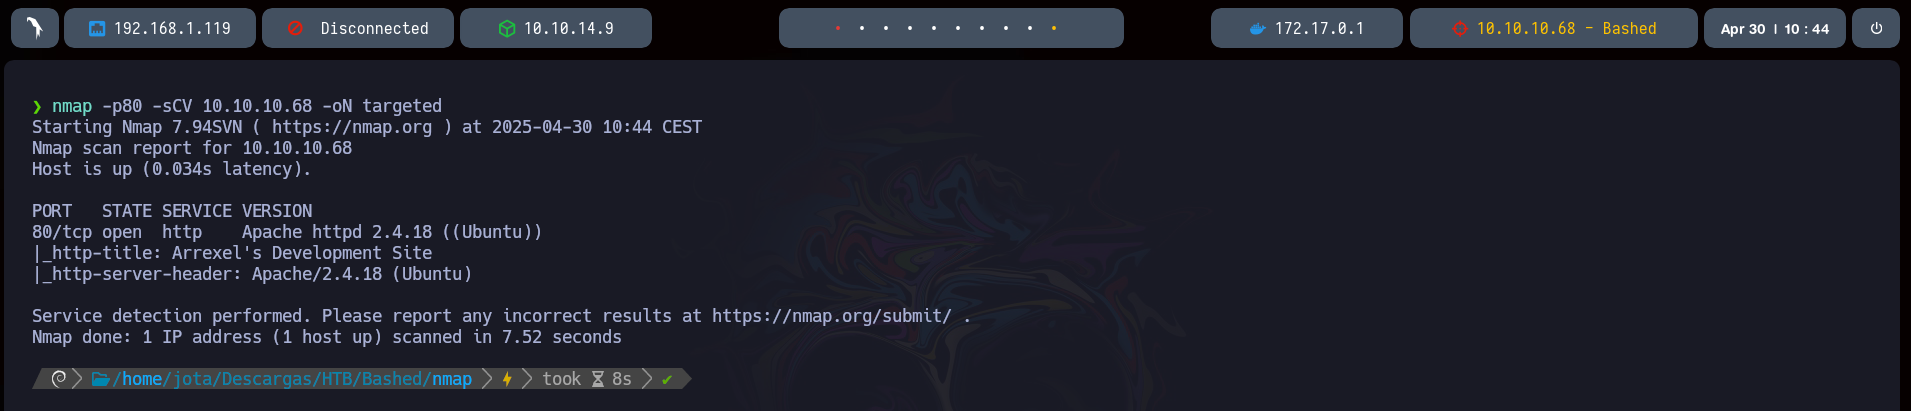 192.168.1.119 Disconnected 10.10.14.9 172.17.0.1 10.10.10.68 - Bashed Apr 30 | 10 : 44
❯ nmap -p80 -sCV 10.10.10.68 -oN targeted
Starting Nmap 7.94SVN ( https://nmap.org ) at 2025-04-30 10:44 CEST
Nmap scan report for 10.10.10.68
Host is up (0.034s latency).
PORT   STATE SERVICE VERSION
80/tcp open  http    Apache httpd 2.4.18 ((Ubuntu))
|_http-title: Arrexel's Development Site
|_http-server-header: Apache/2.4.18 (Ubuntu)
Service detection performed. Please report any incorrect results at https://nmap.org/submit/ .
Nmap done: 1 IP address (1 host up) scanned in 7.52 seconds
/home/jota/Descargas/HTB/Bashed/nmap took 8s ✔